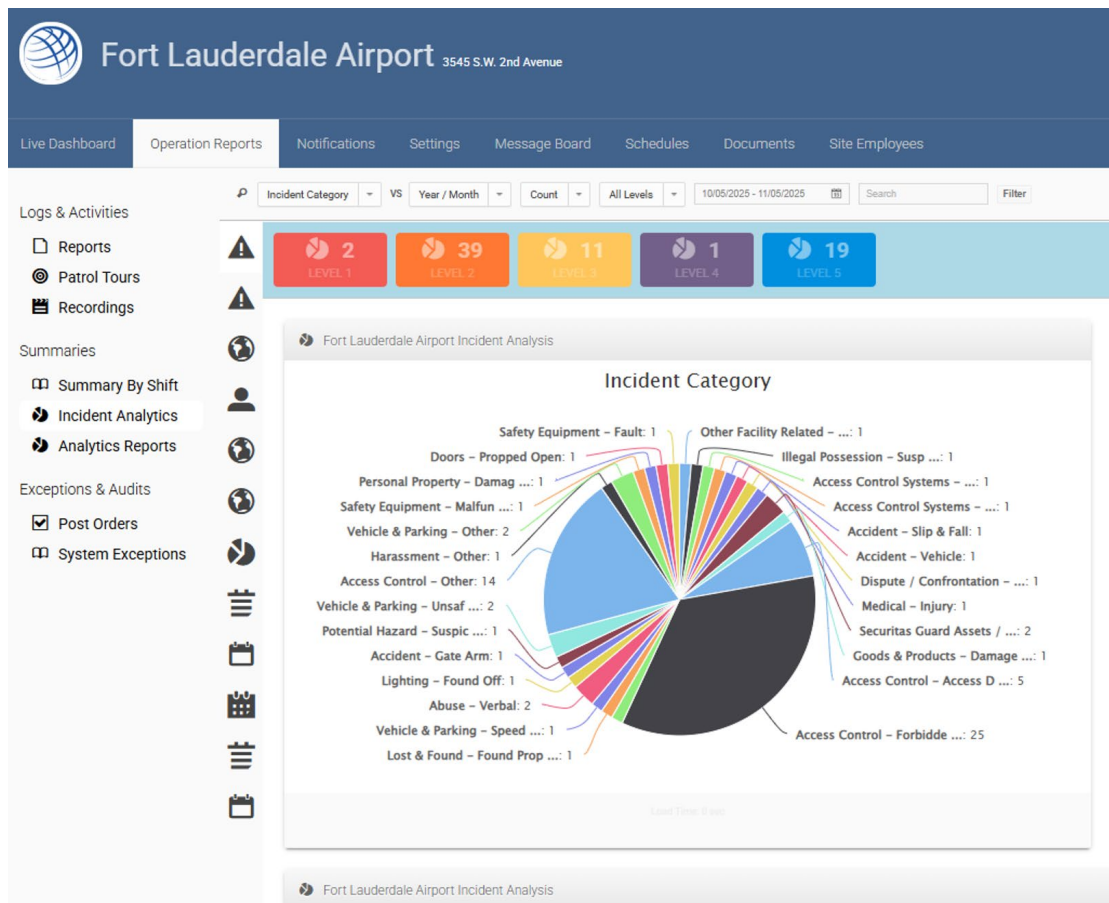 Fort Lauderdale Airport 3545 S.W. 2nd Avenue
Live Dashboard Operation Reports Notifications Settings Message Board Schedules Documents Site Employees
Incident Category VS Year / Month Count All Levels 10/05/2025 - 11/05/2025 Search Filter
Logs & Activities
Reports
Patrol Tours
Recordings
Summaries
Summary By Shift
Incident Analytics
Analytics Reports
Exceptions & Audits
Post Orders
System Exceptions
2 39 11 1 19
LEVEL 1 LEVEL 2 LEVEL 3 LEVEL 4 LEVEL 5
Fort Lauderdale Airport Incident Analysis
Incident Category
Safety Equipment – Fault: 1
Doors – Propped Open: 1
Personal Property – Damag ...: 1
Safety Equipment – Malfun ...: 1
Vehicle & Parking – Other: 2
Harassment – Other: 1
Access Control – Other: 14
Vehicle & Parking – Unsaf...: 2
Potential Hazard – Suspic ...: 1
Accident – Gate Arm: 1
Lighting – Found Off: 1
Abuse – Verbal: 2
Vehicle & Parking – Speed ...: 1
Lost & Found – Found Prop ...: 1
Other Facility Related – ...: 1
Illegal Possession – Susp ...: 1
Access Control Systems – ...: 1
Access Control Systems – ...: 1
Accident – Slip & Fall: 1
Accident – Vehicle: 1
Dispute / Confrontation – ...: 1
Medical – Injury: 1
Securitas Guard Assets / ...: 2
Goods & Products – Damage ...: 1
Access Control – Access D ...: 5
Access Control – Forbidde ...: 25
Load Time: 0 sec
Fort Lauderdale Airport Incident Analysis